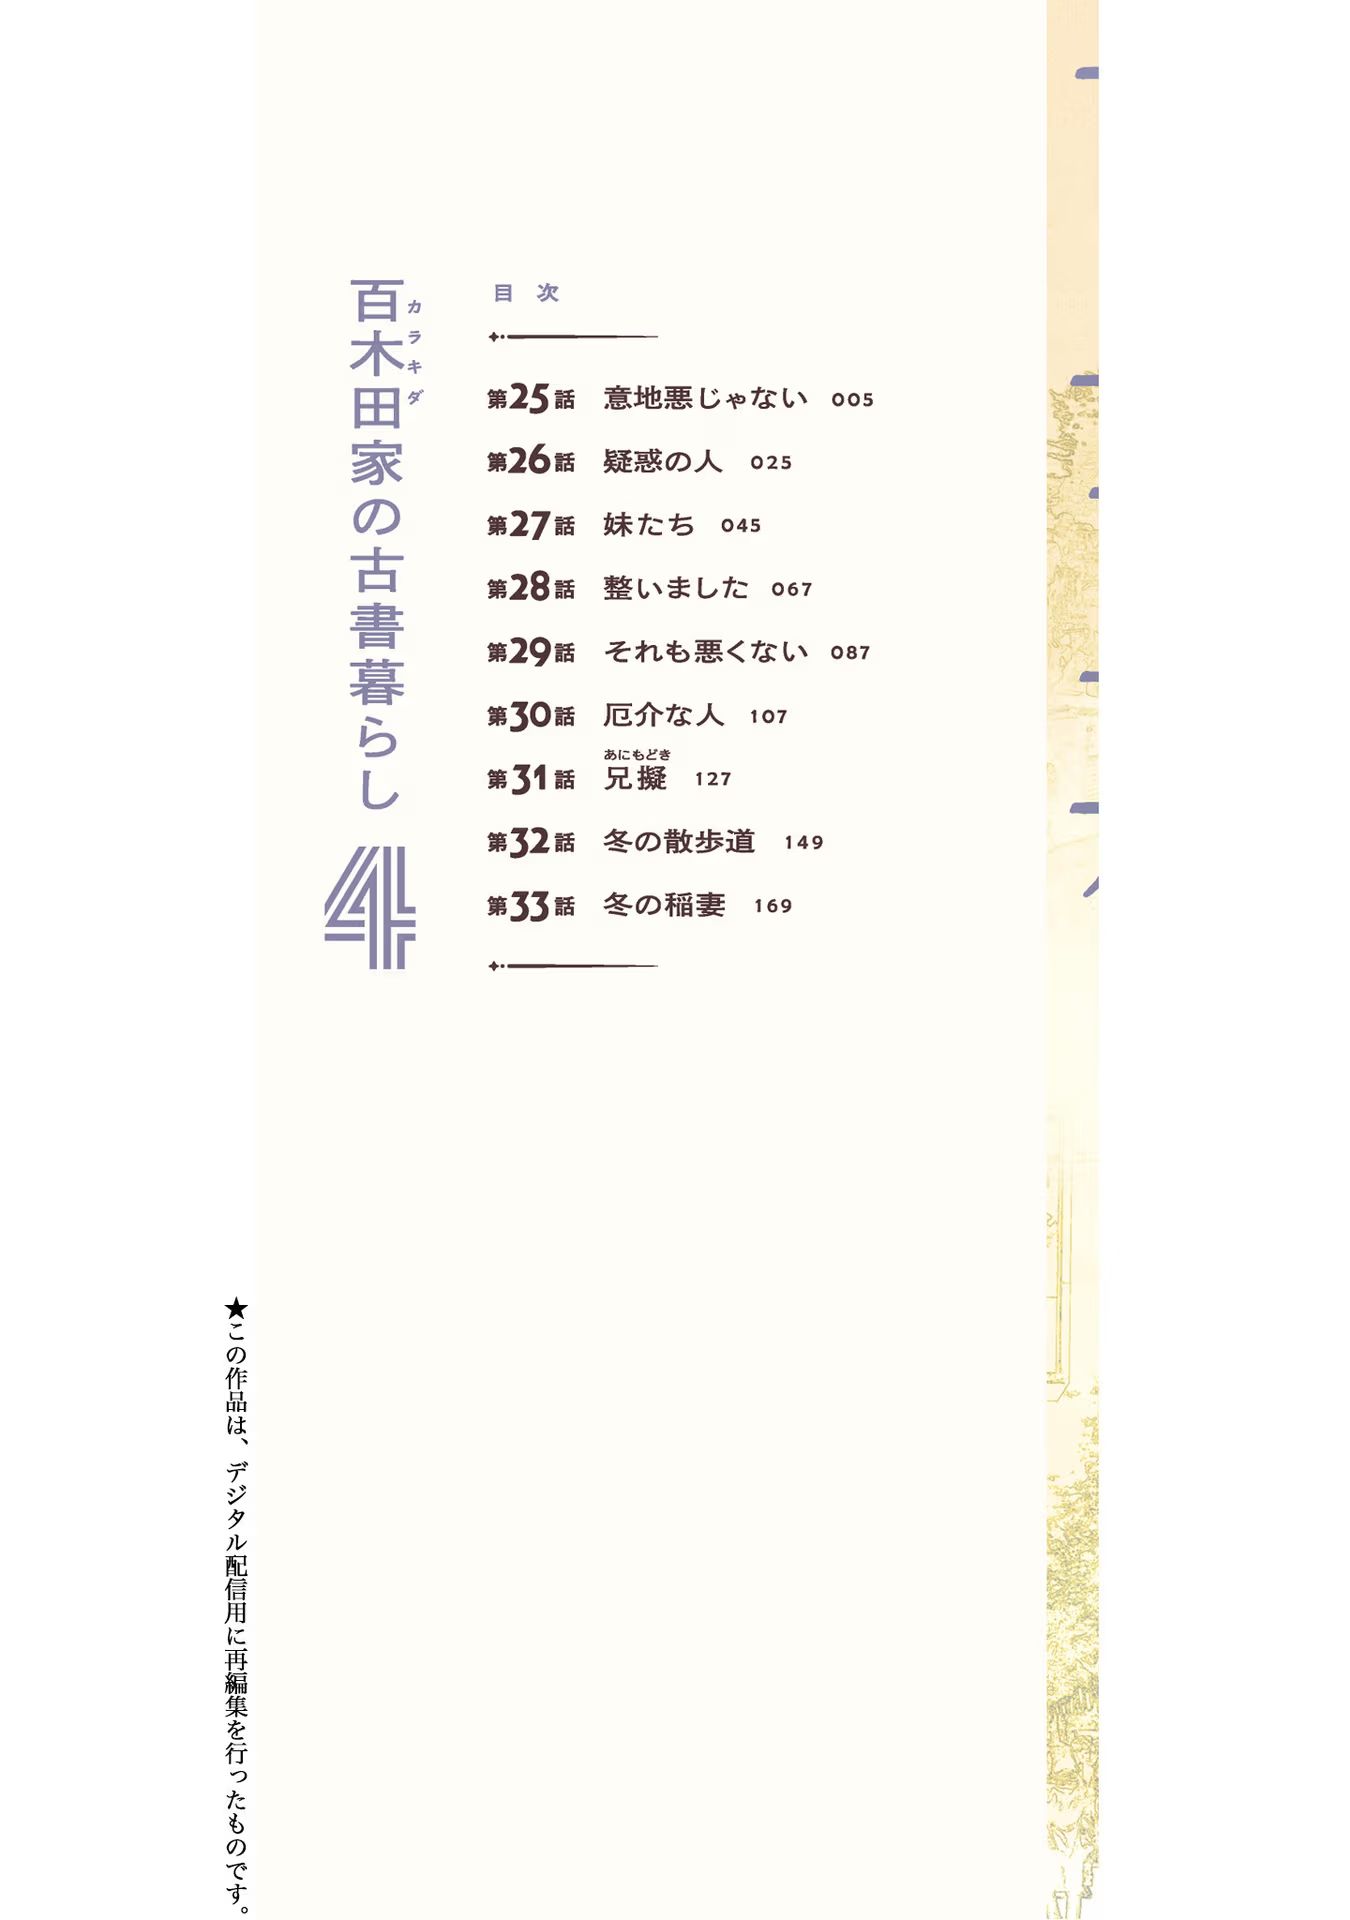 百木田家の古書暮らし 4
カラキダ
目次
第25話 意地悪じゃない 005
第26話 疑惑の人 025
第27話 妹たち 045
第28話 整いました 067
第29話 それも悪くない 087
第30話 厄介な人 107
あにもどき
第31話 兄擬 127
第32話 冬の散歩道 149
第33話 冬の稲妻 169
★この作品は、デジタル配信用に再編集を行ったものです。